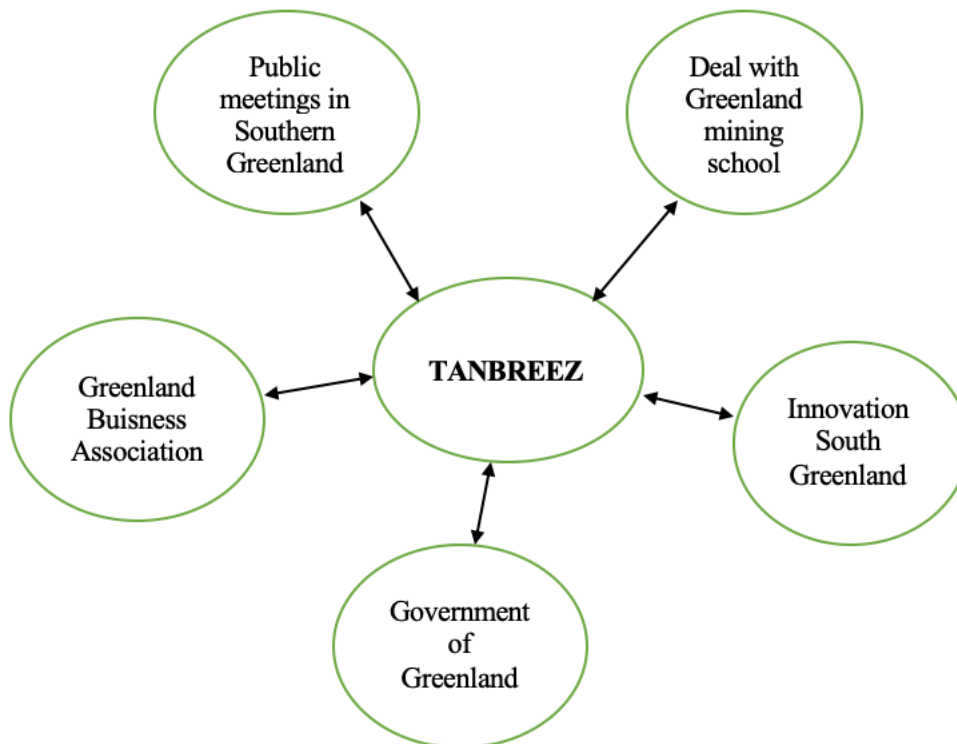 Public
meetings in
Southern
Greenland
Deal with
Greenland
mining
school
TANBREEZ
Greenland
Buisness
Association
Innovation
South
Greenland
Government
of
Greenland